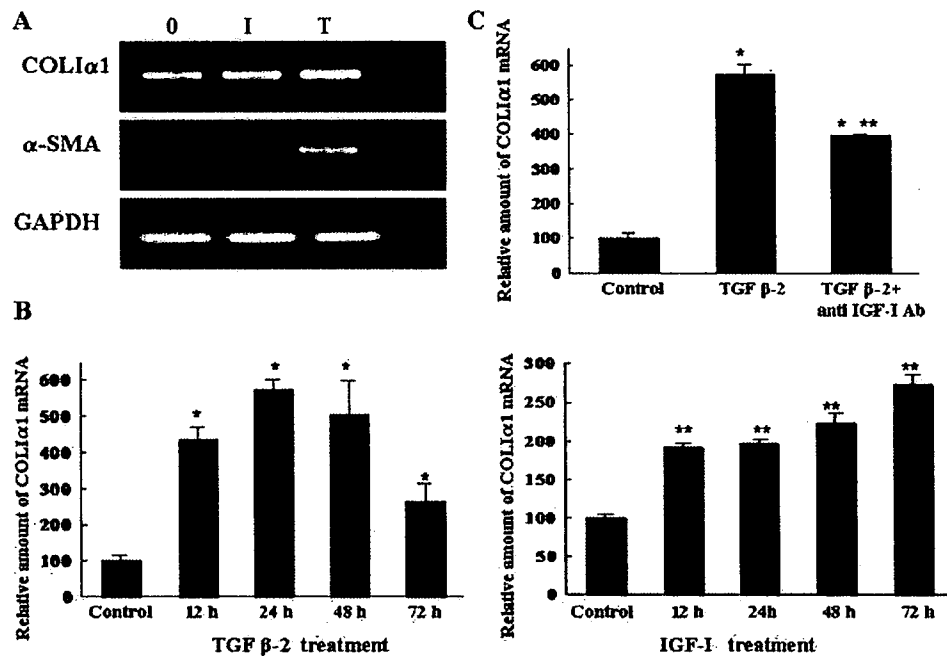 A
0 I T
COLIα1
α-SMA
GAPDH
C
Relative amount of COLIα1 mRNA
600
500
400
300
200
100
0
*
* **
Control
TGF β-2
TGF β-2+
anti IGF-I Ab
B
Relative amount of COLIα1 mRNA
600
500
400
300
200
100
0
* * * *
Control 12 h 24 h 48 h 72 h
TGF β-2 treatment
Relative amount of COLIα1 mRNA
300
250
200
150
100
50
0
** ** ** **
Control 12 h 24h 48 h 72 h
IGF-I treatment